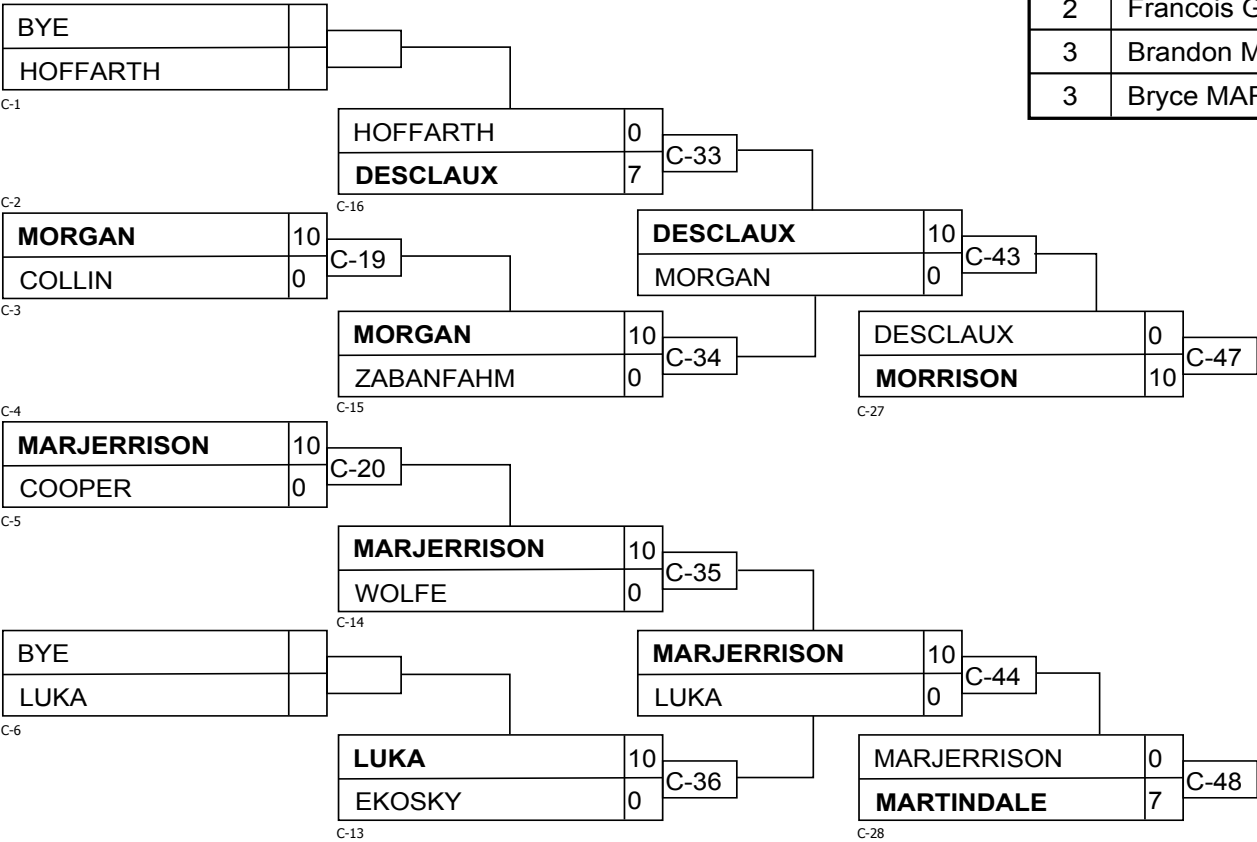 2 Francois G
3 Brandon M
3 Bryce MAR
BYE
HOFFARTH
C-1
HOFFARTH 0
DESCLAUX 7
C-33
C-16
C-2
MORGAN 10
COLLIN 0
C-19
C-3
MORGAN 10
ZABANFAHM 0
C-34
C-15
DESCLAUX 10
MORGAN 0
C-43
DESCLAUX 0
MORRISON 10
C-47
C-27
C-4
MARJERRISON 10
COOPER 0
C-20
C-5
MARJERRISON 10
WOLFE 0
C-35
C-14
BYE
LUKA
C-6
LUKA 10
EKOSKY 0
C-36
C-13
MARJERRISON 10
LUKA 0
C-44
MARJERRISON 0
MARTINDALE 7
C-48
C-28